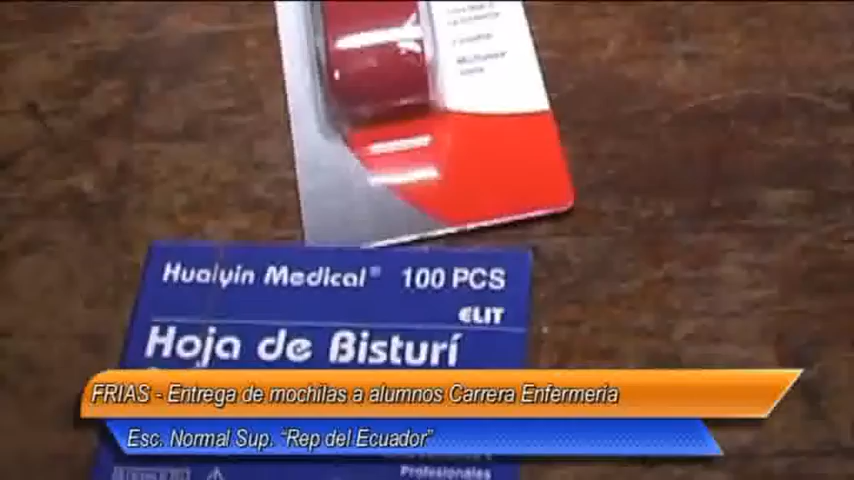 Huaiyin Medical® 100 PCS
ELIT
Hoja de Bisturí
FRIAS - Entrega de mochilas a alumnos Carrera Enfermeria
Esc. Normal Sup. "Rep del Ecuador"
Profesionales